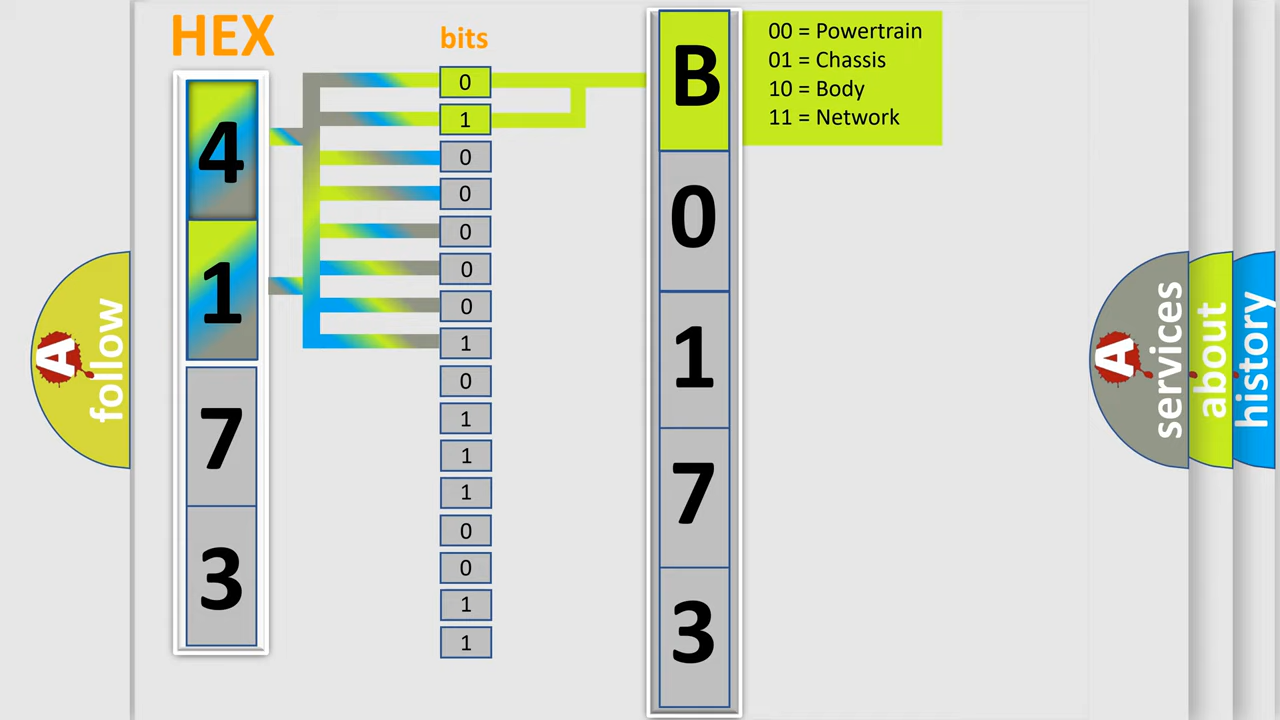 HEX
bits
4
1
7
3
0
1
0
0
0
0
0
1
0
1
1
1
0
0
1
1
B
0
1
7
3
00 = Powertrain
01 = Chassis
10 = Body
11 = Network
A
follow
A
services
about
history